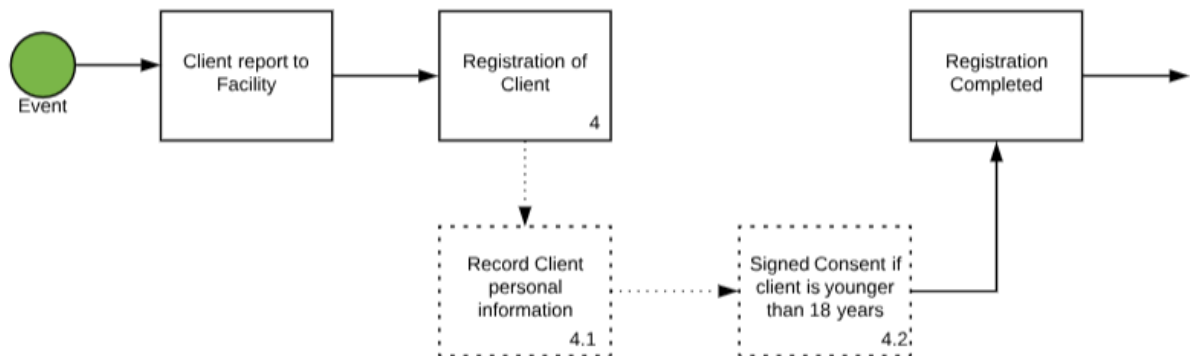 Event
Client report to
Facility
Registration of
Client
4
Registration
Completed
Record Client
personal
information
4.1
Signed Consent if
client is younger
than 18 years
4.2